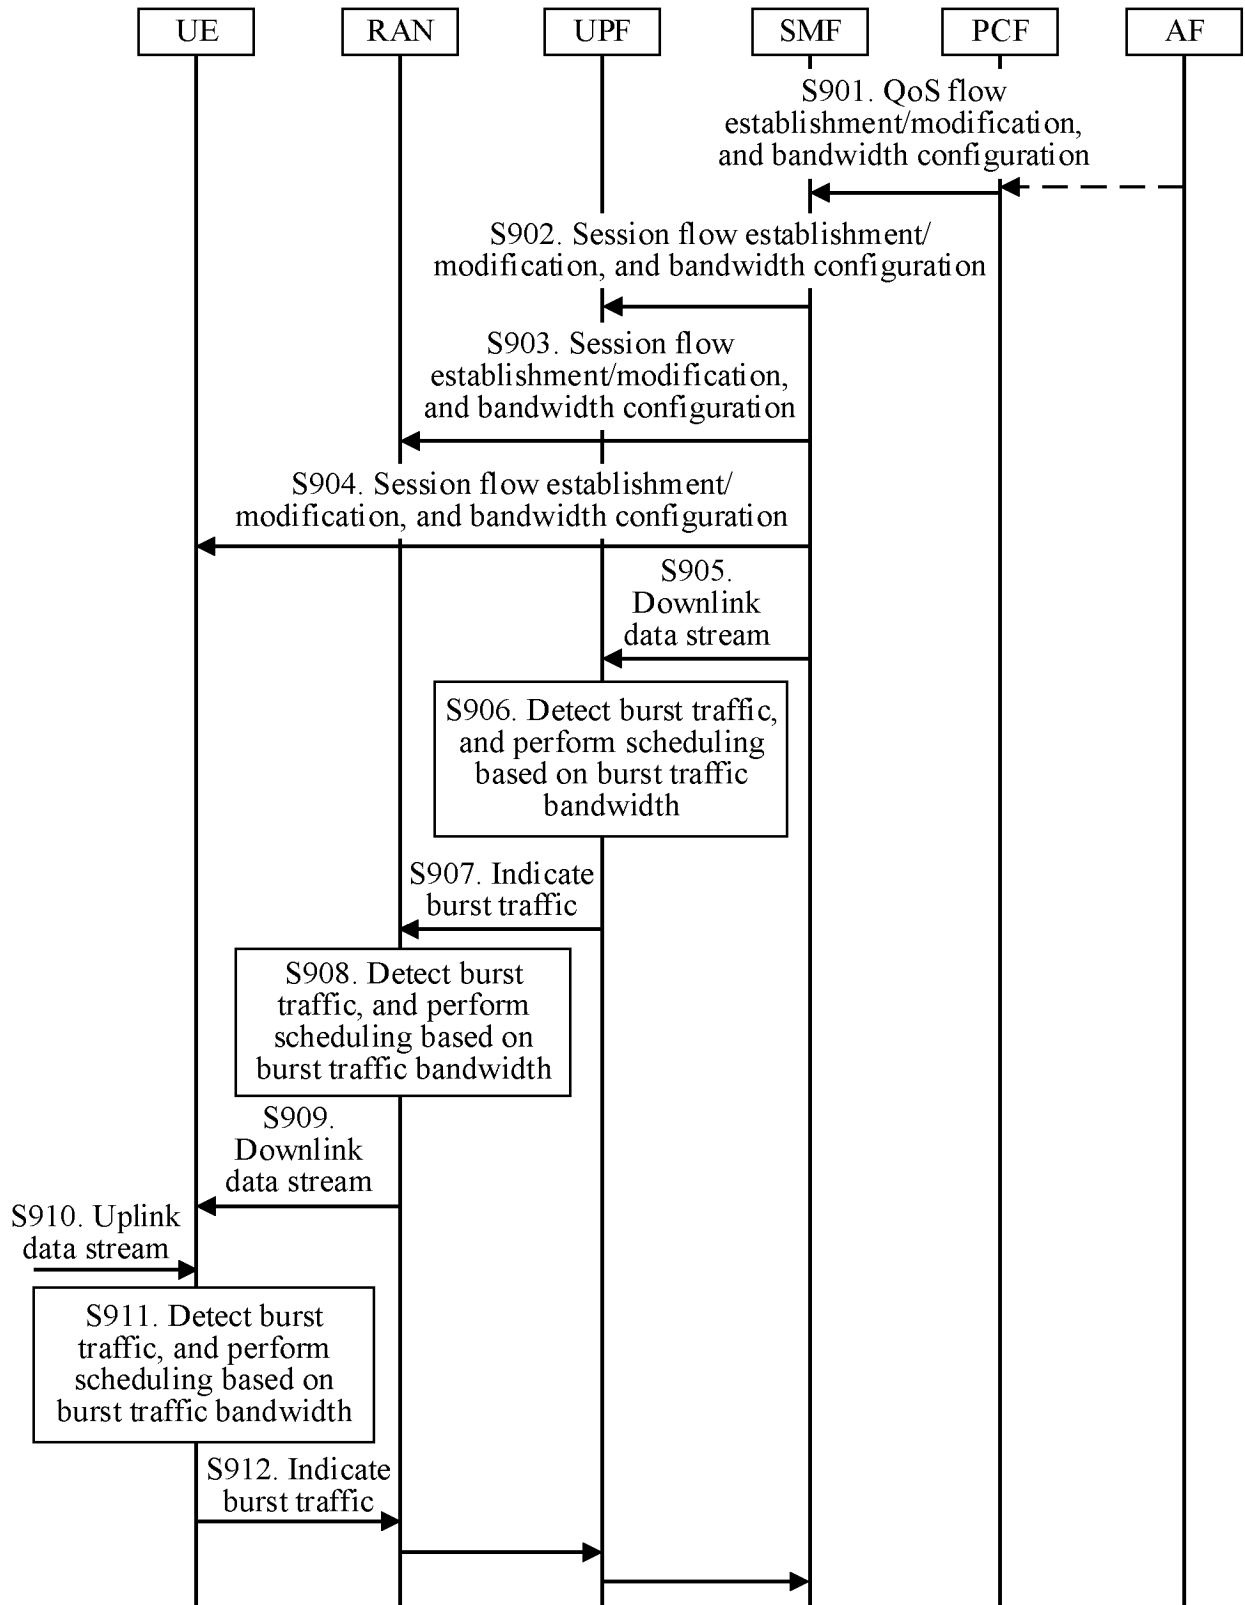 UE
RAN
UPF
SMF
PCF
AF
S901. QoS flow
establishment/modification,
and bandwidth configuration
S902. Session flow establishment/
modification, and bandwidth configuration
S903. Session flow
establishment/modification,
and bandwidth configuration
S904. Session flow establishment/
modification, and bandwidth configuration
S905.
Downlink
data stream
S906. Detect burst traffic,
and perform scheduling
based on burst traffic
bandwidth
S907. Indicate
burst traffic
S908. Detect burst
traffic, and perform
scheduling based on
burst traffic bandwidth
S909.
Downlink
data stream
S910. Uplink
data stream
S911. Detect burst
traffic, and perform
scheduling based on
burst traffic bandwidth
S912. Indicate
burst traffic